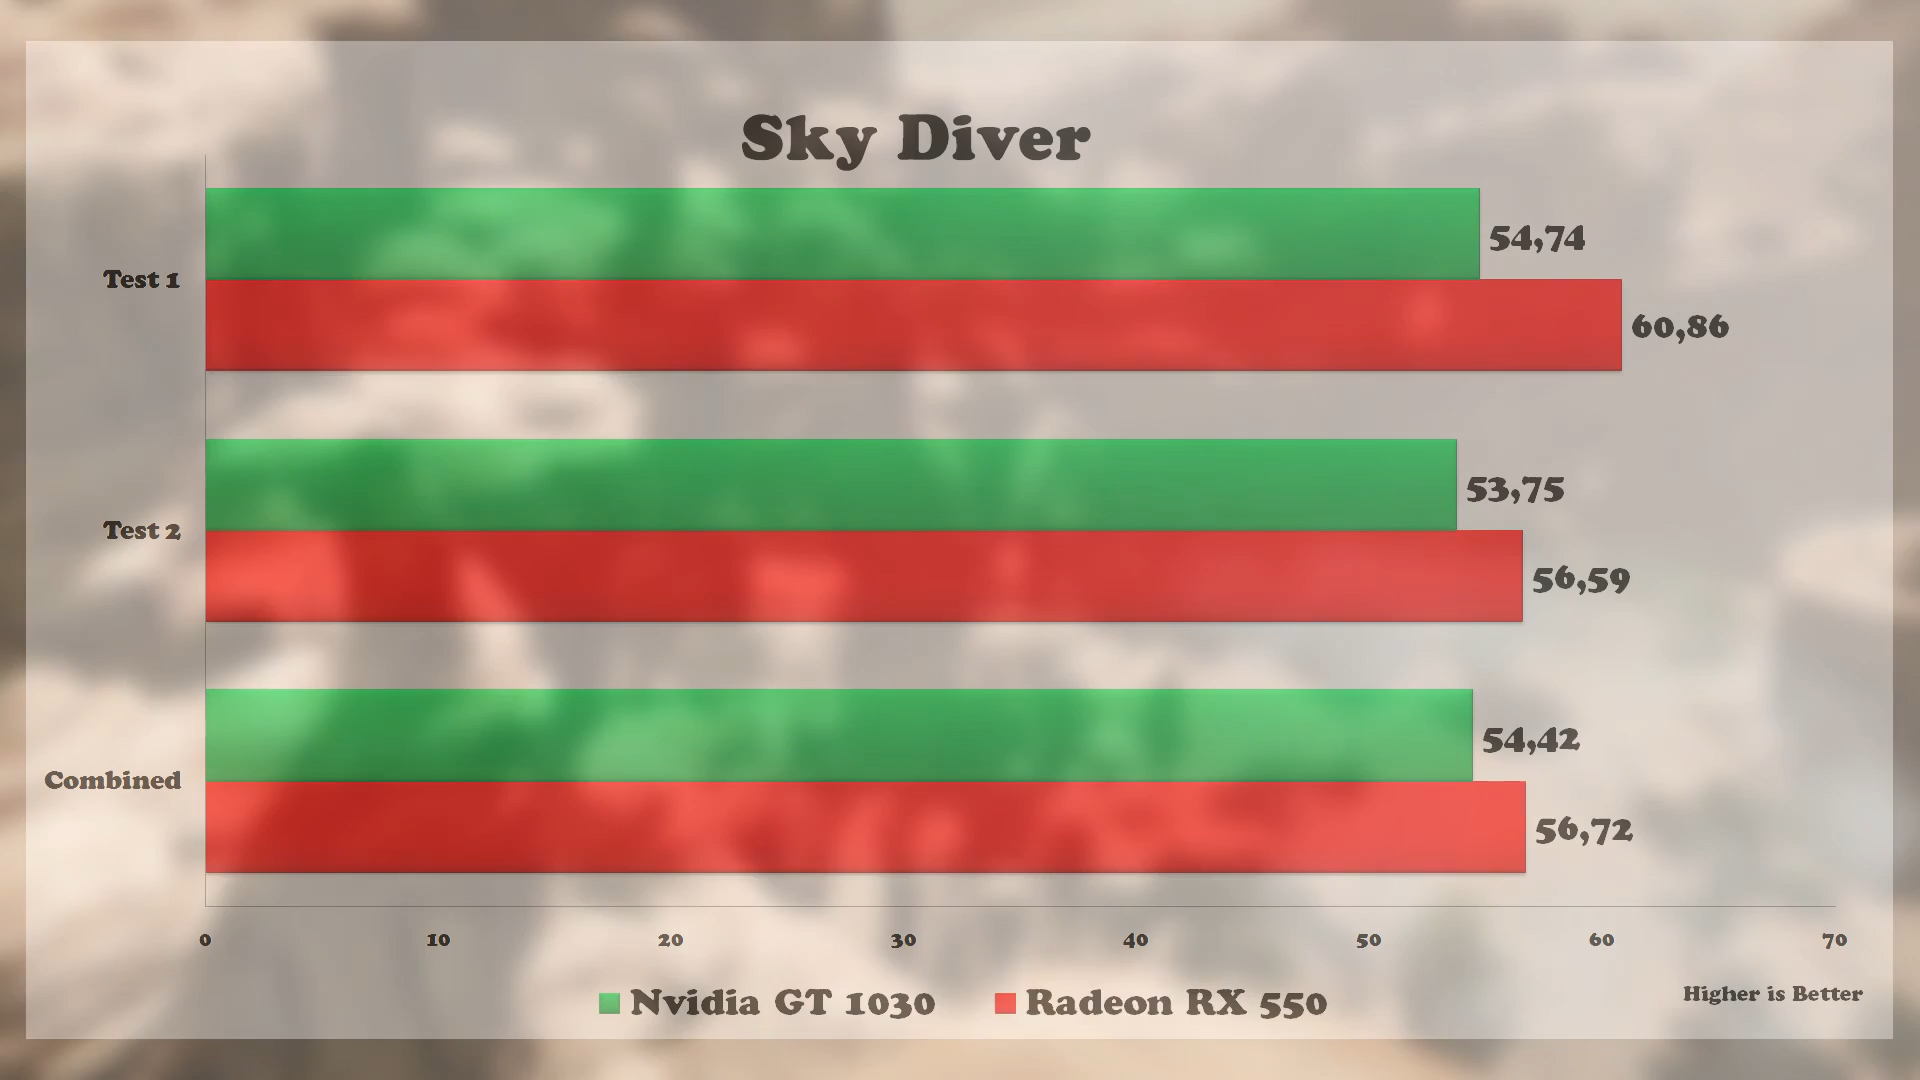 Sky Diver
Test 1
54,74
60,86
Test 2
53,75
56,59
Combined
54,42
56,72
0 10 20 30 40 50 60 70
Nvidia GT 1030 Radeon RX 550
Higher is Better